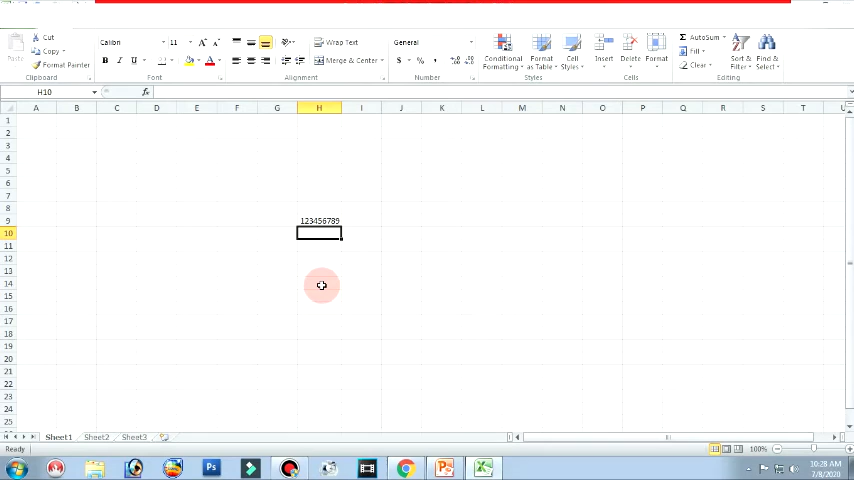 Cut
Copy
Paste
Format Painter
Clipboard
Calibri 11
B I U
Font
Wrap Text
Merge & Center
Alignment
General
$ % ,
Number
Conditional Formatting
Format as Table
Cell Styles
Styles
Insert
Delete
Format
Cells
Σ AutoSum
Fill
Clear
Sort & Filter
Find & Select
Editing
H10 fx
A B C D E F G H I J K L M N O P Q R S T U
1
2
3
4
5
6
7
8
9 123456789
10
11
12
13
14
15
16
17
18
19
20
21
22
23
24
25
Sheet1 Sheet2 Sheet3
Ready 100%
10:28 AM
7/8/2020